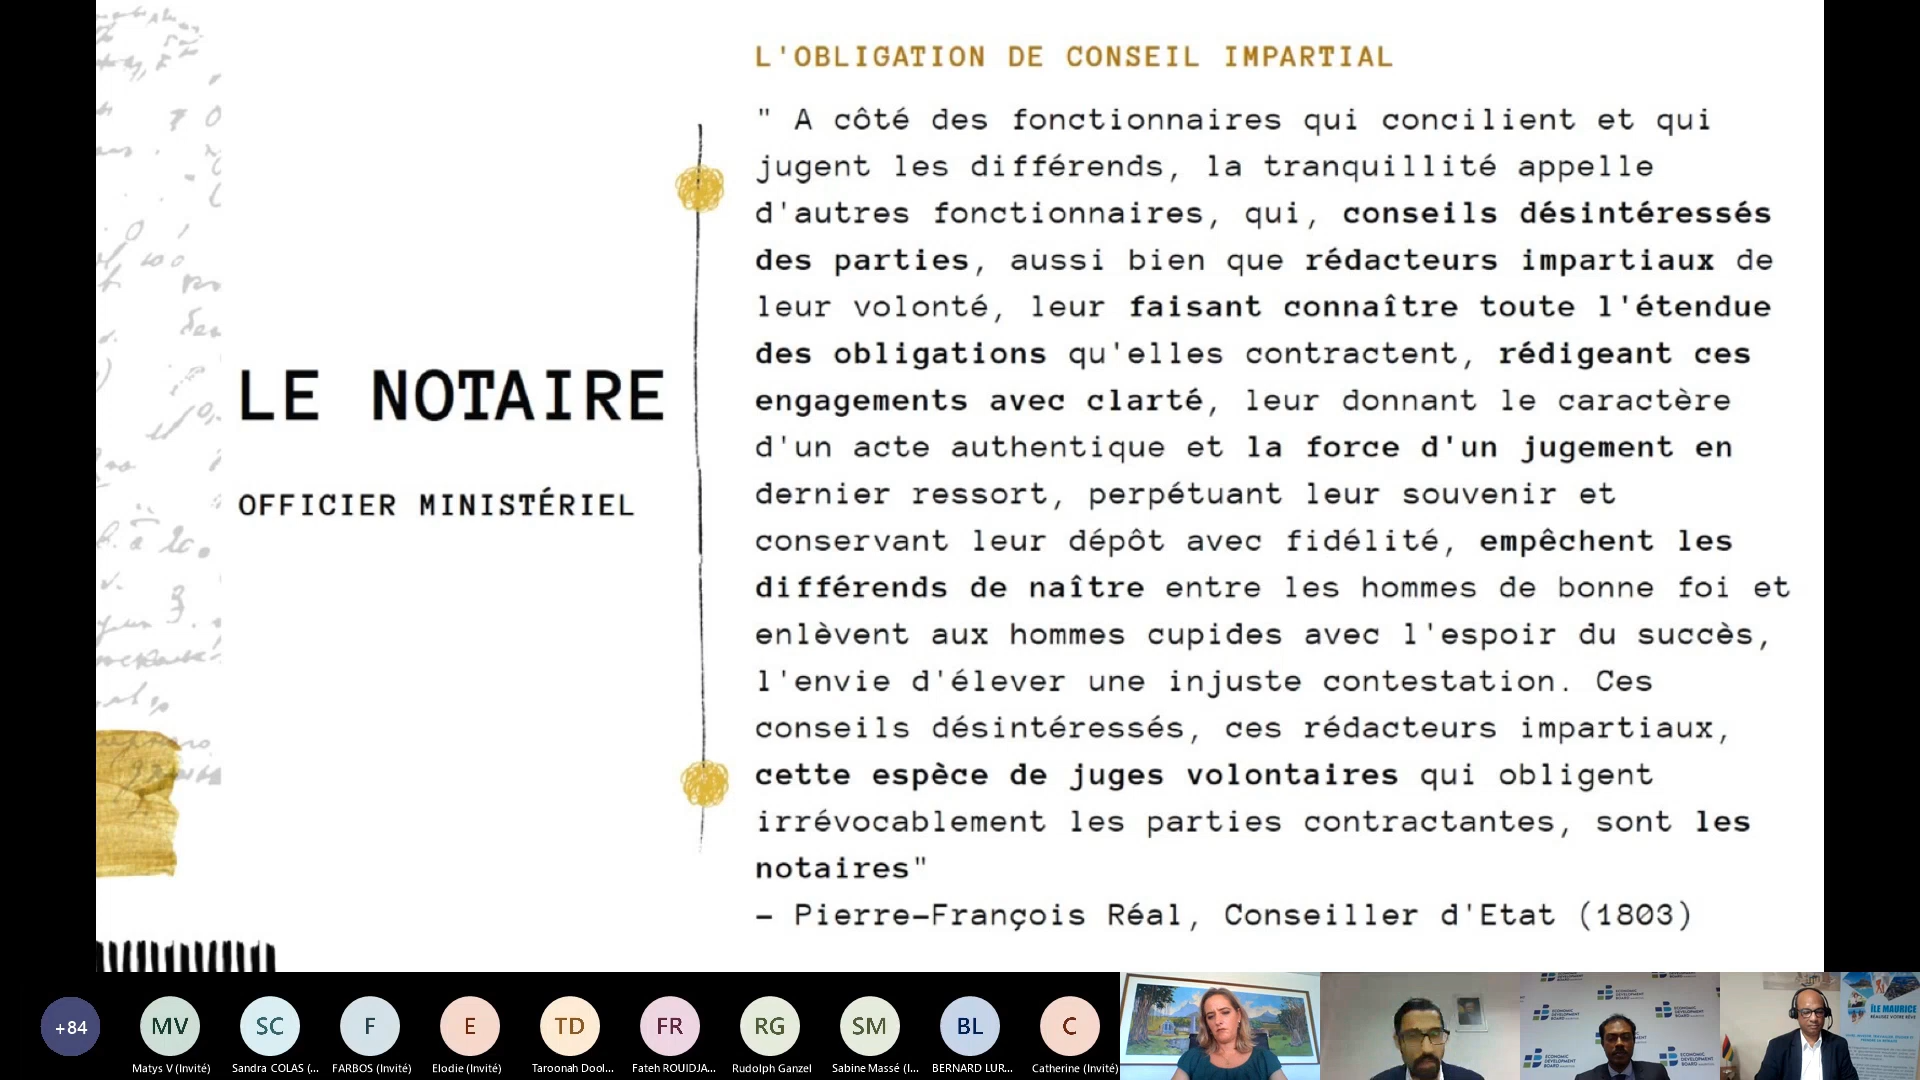 L'OBLIGATION DE CONSEIL IMPARTIAL
" A côté des fonctionnaires qui concilient et qui
jugent les différends, la tranquillité appelle
d'autres fonctionnaires, qui, conseils désintéressés
des parties, aussi bien que rédacteurs impartiaux de
leur volonté, leur faisant connaître toute l'étendue
des obligations qu'elles contractent, rédigeant ces
engagements avec clarté, leur donnant le caractère
d'un acte authentique et la force d'un jugement en
dernier ressort, perpétuant leur souvenir et
conservant leur dépôt avec fidélité, empêchent les
différends de naître entre les hommes de bonne foi et
enlèvent aux hommes cupides avec l'espoir du succès,
l'envie d'élever une injuste contestation. Ces
conseils désintéressés, ces rédacteurs impartiaux,
cette espèce de juges volontaires qui obligent
irrévocablement les parties contractantes, sont les
notaires"
– Pierre-François Réal, Conseiller d'Etat (1803)
LE NOTAIRE
OFFICIER MINISTÉRIEL
+84
MV
SC
F
E
TD
FR
RG
SM
BL
C
Matys V (Invité)
Sandra COLAS (...
FARBOS (Invité)
Elodie (Invité)
Taroonah Dool...
Fateh ROUIDJA...
Rudolph Ganzel
Sabine Massé (I...
BERNARD LUR...
Catherine (Invité)
ECONOMIC
DEVELOPMENT
BOARD
ÎLE MAURICE